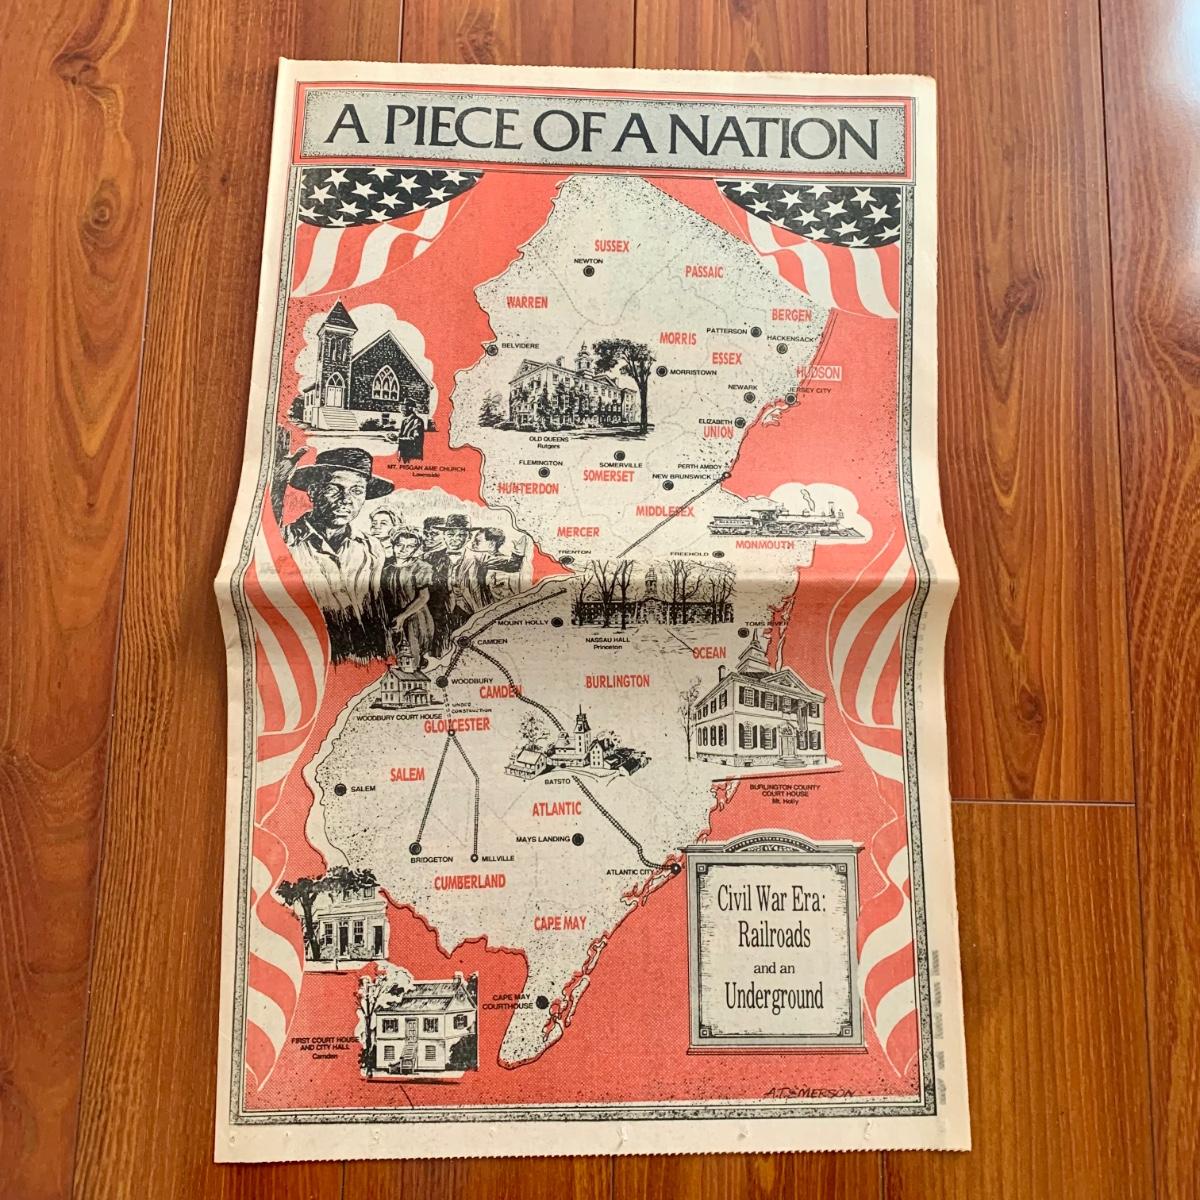 A PIECE OF A NATION
SUSSEX
NEWTON
PASSAIC
WARREN
BERGEN
PATTERSON
HACKENSACK
MORRIS
BELVIDERE
ESSEX
MORRISTOWN
HUDSON
NEWARK
JERSEY CITY
ELIZABETH
UNION
OLD QUEENS
Rutgers
MT. PISGAH AME CHURCH
Lawnside
FLEMINGTON
SOMERVILLE
PERTH AMBOY
SOMERSET
NEW BRUNSWICK
HUNTERDON
MIDDLESEX
MERCER
MONMOUTH
TRENTON
FREEHOLD
MOUNT HOLLY
TOMS RIVER
NASSAU HALL
Princeton
CAMDEN
OCEAN
WOODBURY
CAMDEN
BURLINGTON
UNDER
CONSTRUCTION
WOODBURY COURT HOUSE
GLOUCESTER
SALEM
BATSTO
SALEM
BURLINGTON COUNTY
COURT HOUSE
Mt. Holly
ATLANTIC
MAYS LANDING
BRIDGETON
MILLVILLE
ATLANTIC CITY
CUMBERLAND
CAPE MAY
Civil War Era:
Railroads
and an
Underground
CAPE MAY
COURTHOUSE
FIRST COURT HOUSE
AND CITY HALL
Camden
A.T. EMERSON